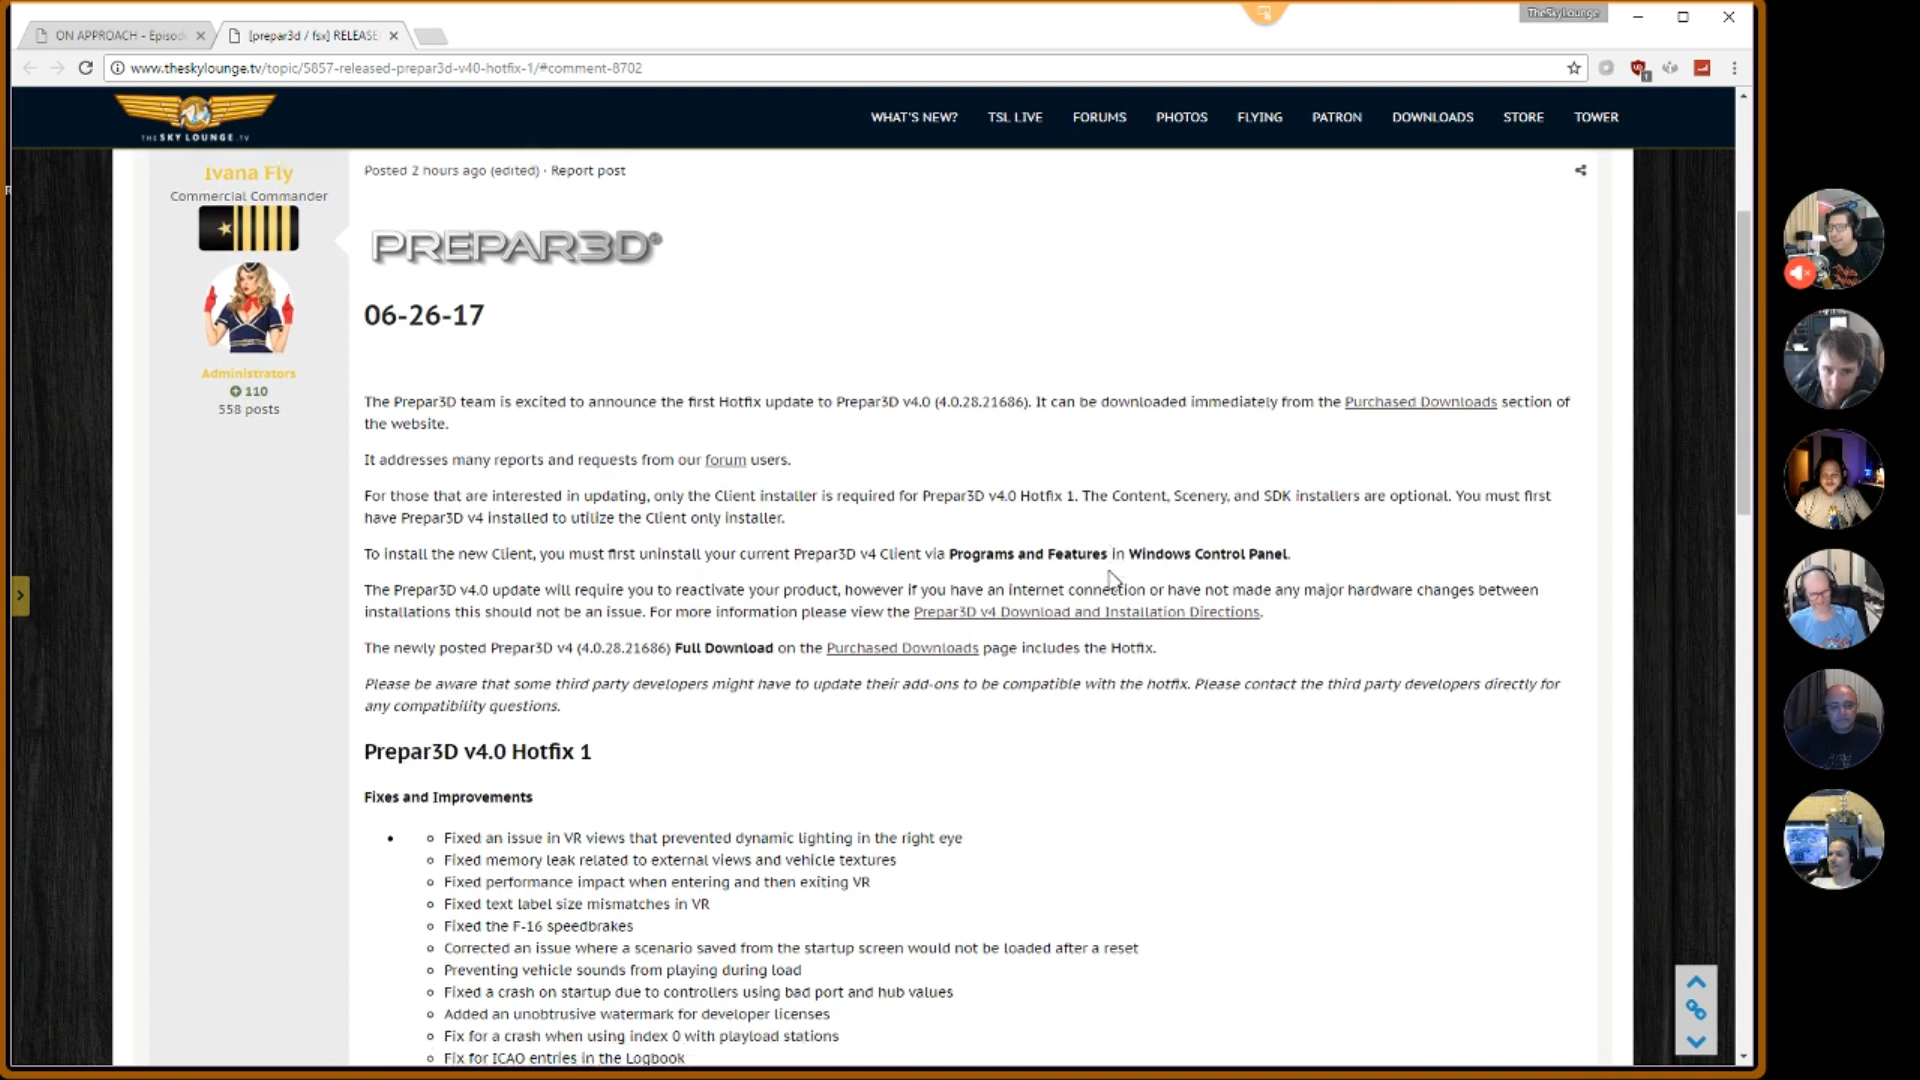 TheSkyLounge
ON APPROACH - Episod
[prepar3d / fsx] RELEASE
www.theskylounge.tv/topic/5857-released-prepar3d-v40-hotfix-1/#comment-8702
1
THE SKY LOUNGE .TV
WHAT'S NEW? TSL LIVE FORUMS PHOTOS FLYING PATRON DOWNLOADS STORE TOWER
Ivana Fly
Commercial Commander
Administrators
110
558 posts
Posted 2 hours ago (edited) · Report post
PREPAR3D®
06-26-17
The Prepar3D team is excited to announce the first Hotfix update to Prepar3D v4.0 (4.0.28.21686). It can be downloaded immediately from the Purchased Downloads section of
the website.
It addresses many reports and requests from our forum users.
For those that are interested in updating, only the Client installer is required for Prepar3D v4.0 Hotfix 1. The Content, Scenery, and SDK installers are optional. You must first
have Prepar3D v4 installed to utilize the Client only installer.
To install the new Client, you must first uninstall your current Prepar3D v4 Client via Programs and Features in Windows Control Panel.
The Prepar3D v4.0 update will require you to reactivate your product, however if you have an internet connection or have not made any major hardware changes between
installations this should not be an issue. For more information please view the Prepar3D v4 Download and Installation Directions.
The newly posted Prepar3D v4 (4.0.28.21686) Full Download on the Purchased Downloads page includes the Hotfix.
Please be aware that some third party developers might have to update their add-ons to be compatible with the hotfix. Please contact the third party developers directly for
any compatibility questions.
Prepar3D v4.0 Hotfix 1
Fixes and Improvements
Fixed an issue in VR views that prevented dynamic lighting in the right eye
Fixed memory leak related to external views and vehicle textures
Fixed performance impact when entering and then exiting VR
Fixed text label size mismatches in VR
Fixed the F-16 speedbrakes
Corrected an issue where a scenario saved from the startup screen would not be loaded after a reset
Preventing vehicle sounds from playing during load
Fixed a crash on startup due to controllers using bad port and hub values
Added an unobtrusive watermark for developer licenses
Fix for a crash when using index 0 with playload stations
Fix for ICAO entries in the Logbook